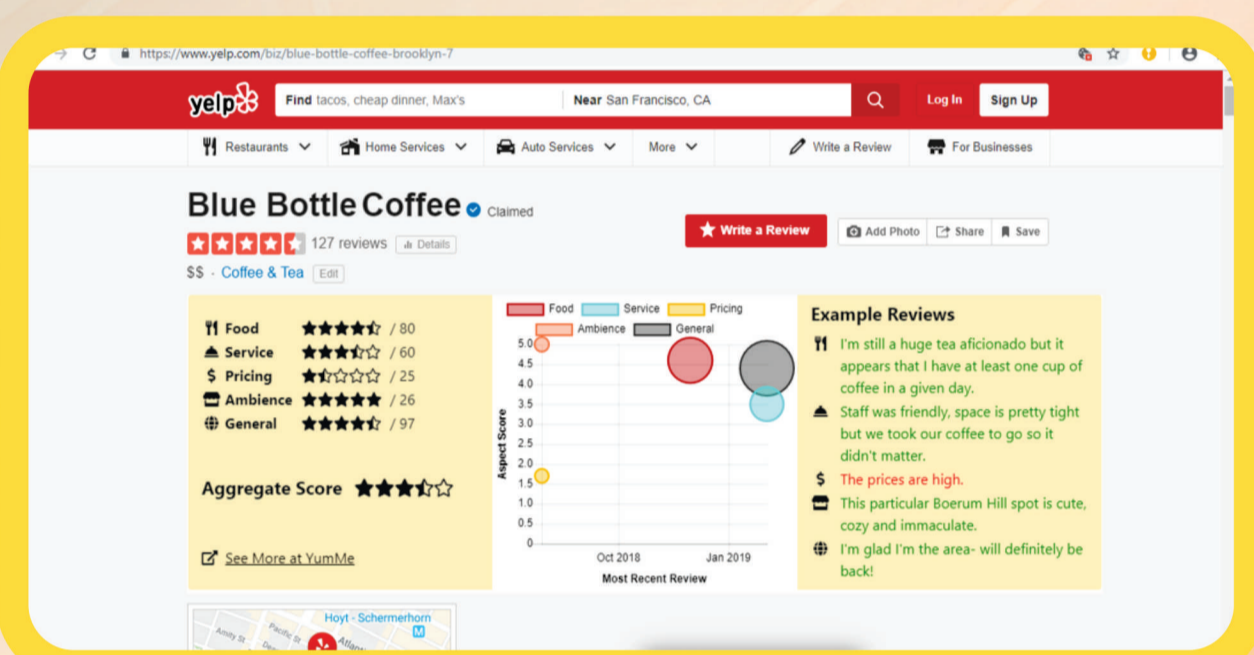 https://www.yelp.com/biz/blue-bottle-coffee-brooklyn-7
yelp
Find tacos, cheap dinner, Max's
Near San Francisco, CA
Log In
Sign Up
Restaurants
Home Services
Auto Services
More
Write a Review
For Businesses
Blue Bottle Coffee
Claimed
127 reviews
Details
Write a Review
Add Photo
Share
Save
$$ · Coffee & Tea
Edit
Food / 80
Service / 60
$ Pricing / 25
Ambience / 26
General / 97
Aggregate Score
See More at YumMe
Food Service Pricing
Ambience General
5.0
4.5
4.0
3.5
3.0
2.5
2.0
1.5
1.0
0.5
0
Aspect Score
Oct 2018
Jan 2019
Most Recent Review
Example Reviews
I'm still a huge tea aficionado but it
appears that I have at least one cup of
coffee in a given day.
Staff was friendly, space is pretty tight
but we took our coffee to go so it
didn't matter.
$ The prices are high.
This particular Boerum Hill spot is cute,
cozy and immaculate.
I'm glad I'm the area- will definitely be
back!
Hoyt - Schermerhorn
M
Amity St
Pacific St